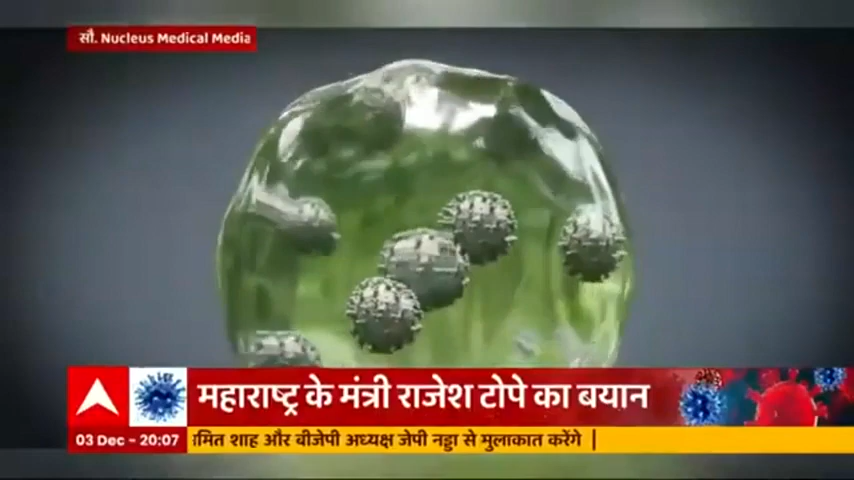 सौ. Nucleus Medical Media
महाराष्ट्र के मंत्री राजेश टोपे का बयान
03 Dec - 20:07
मित शाह और बीजेपी अध्यक्ष जेपी नड्डा से मुलाकात करेंगे |